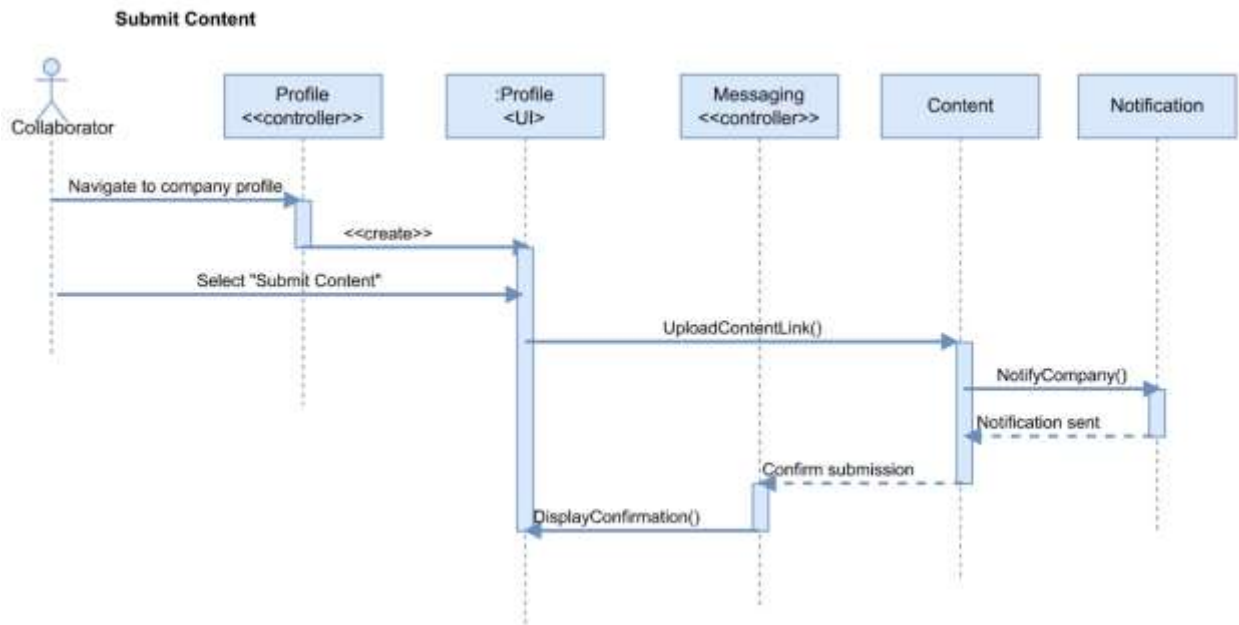 Submit Content
Collaborator
Profile
<<controller>>
:Profile
<UI>
Messaging
<<controller>>
Content
Notification
Navigate to company profile
<<create>>
Select "Submit Content"
UploadContentLink()
NotifyCompany()
Notification sent
Confirm submission
DisplayConfirmation()